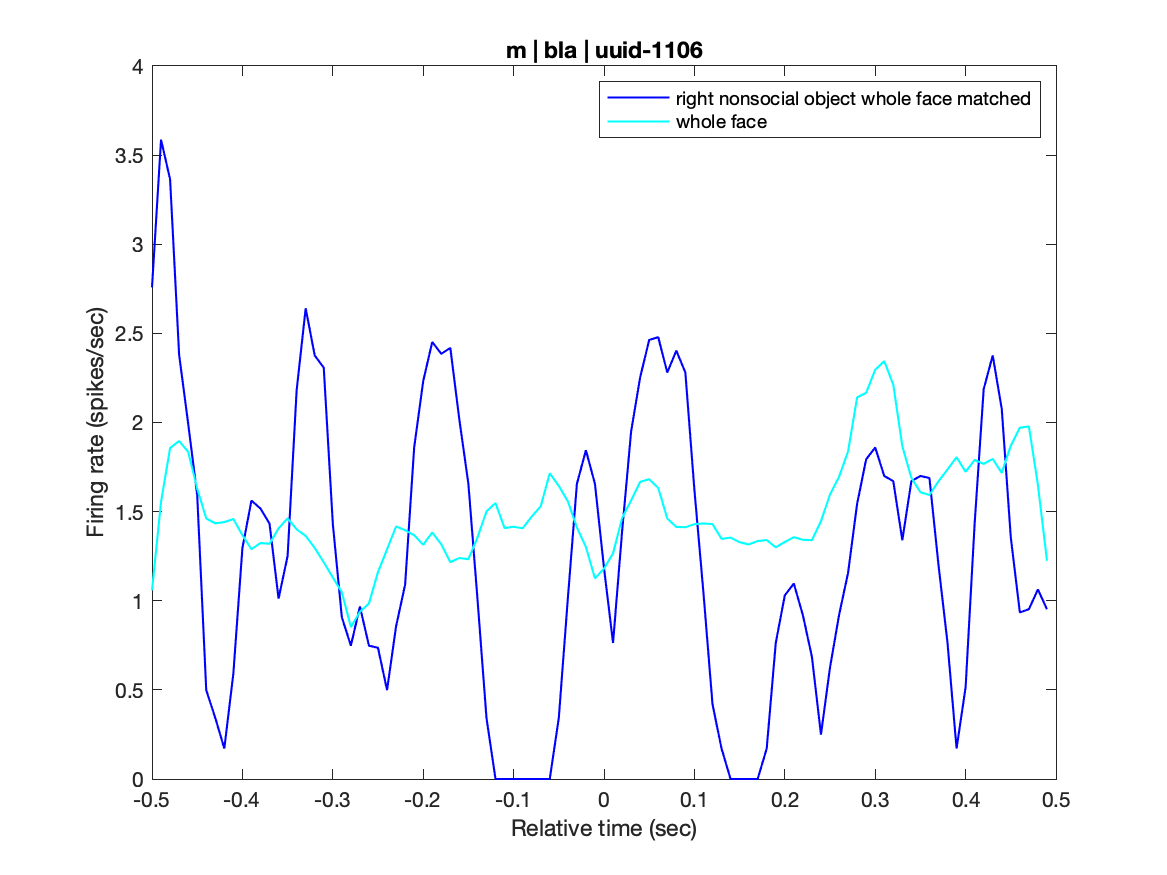 m | bla | uuid-1106
right nonsocial object whole face matched
whole face
Firing rate (spikes/sec)
4
3.5
3
2.5
2
1.5
1
0.5
0
-0.5 -0.4 -0.3 -0.2 -0.1 0 0.1 0.2 0.3 0.4 0.5
Relative time (sec)